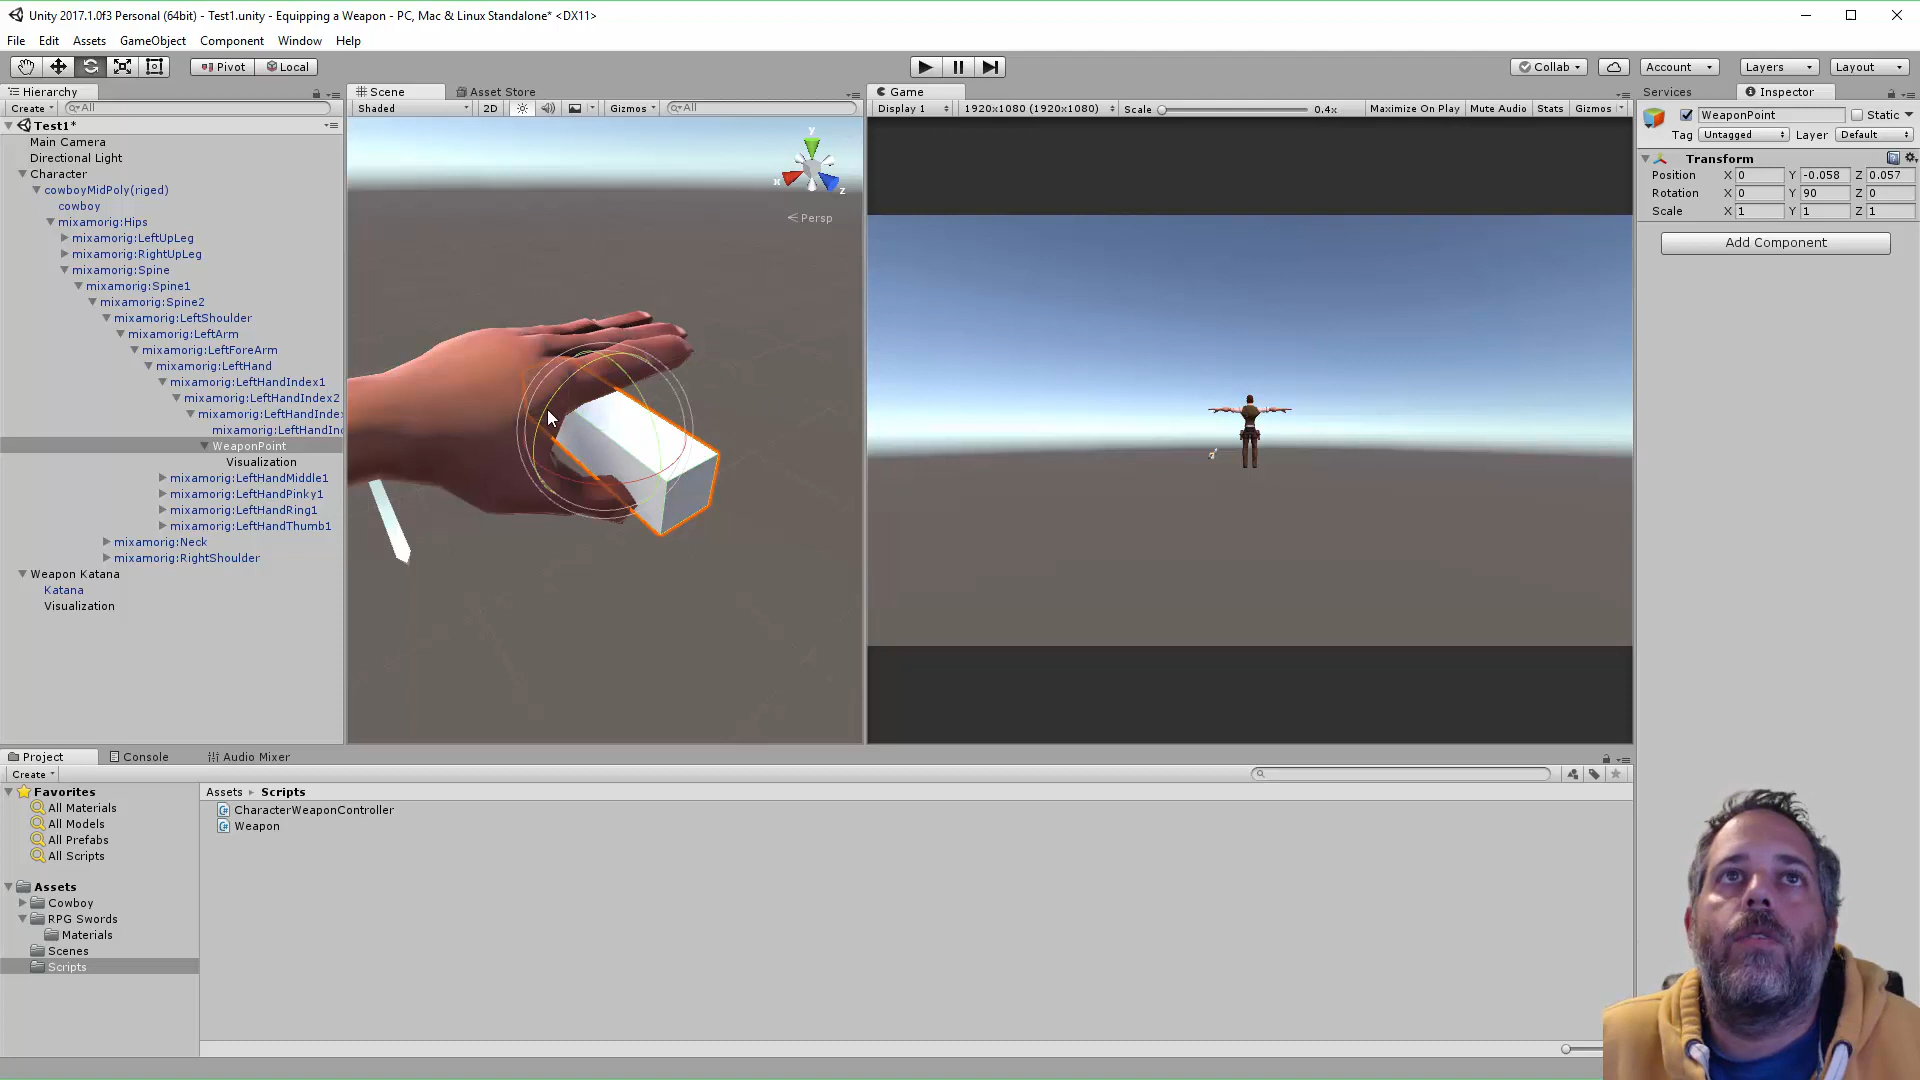 Unity 2017.1.0f3 Personal (64bit) - Test1.unity - Equipping a Weapon - PC, Mac & Linux Standalone* <DX11>
File Edit Assets GameObject Component Window Help
Pivot Local Collab Account Layers Layout
Hierarchy
Create All
Test1*
Main Camera
Directional Light
Character
cowboyMidPoly(riged)
cowboy
mixamorig:Hips
mixamorig:LeftUpLeg
mixamorig:RightUpLeg
mixamorig:Spine
mixamorig:Spine1
mixamorig:Spine2
mixamorig:LeftShoulder
mixamorig:LeftArm
mixamorig:LeftForeArm
mixamorig:LeftHand
mixamorig:LeftHandIndex1
mixamorig:LeftHandIndex2
mixamorig:LeftHandIndex
mixamorig:LeftHandInd
WeaponPoint
Visualization
mixamorig:LeftHandMiddle1
mixamorig:LeftHandPinky1
mixamorig:LeftHandRing1
mixamorig:LeftHandThumb1
mixamorig:Neck
mixamorig:RightShoulder
Weapon Katana
Katana
Visualization
Scene Asset Store
Shaded 2D Gizmos All
y
x
z
Persp
Game
Display 1 1920x1080 (1920x1080) Scale 0.4x Maximize On Play Mute Audio Stats Gizmos
Services Inspector
WeaponPoint Static
Tag Untagged Layer Default
Transform
Position X 0 Y -0.058 Z 0.057
Rotation X 0 Y 90 Z 0
Scale X 1 Y 1 Z 1
Add Component
Project Console Audio Mixer
Create
Favorites
All Materials
All Models
All Prefabs
All Scripts
Assets
Cowboy
RPG Swords
Materials
Scenes
Scripts
Assets Scripts
CharacterWeaponController
Weapon